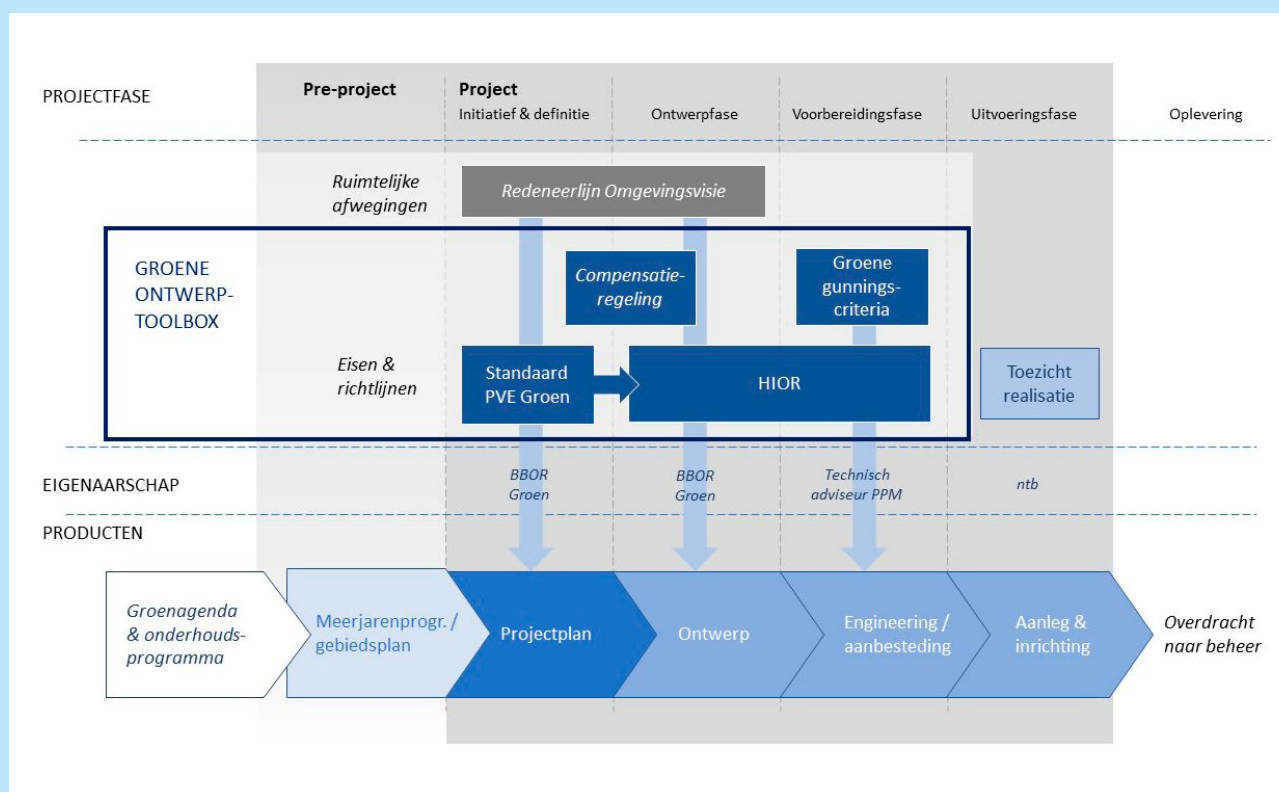 PROJECTFASE
Pre-project
Project
Initiatief & definitie
Ontwerpfase
Voorbereidingsfase
Uitvoeringsfase
Oplevering
Ruimtelijke
afwegingen
Redeneerlijn Omgevingsvisie
GROENE
ONTWERP-
TOOLBOX
Compensatie-
regeling
Groene
gunnings-
criteria
Eisen &
richtlijnen
Standaard
PVE Groen
HIOR
Toezicht
realisatie
EIGENAARSCHAP
BBOR
Groen
BBOR
Groen
Technisch
adviseur PPM
ntb
PRODUCTEN
Groenagenda
& onderhouds-
programma
Meerjarenprogr. /
gebiedsplan
Projectplan
Ontwerp
Engineering /
aanbesteding
Aanleg &
inrichting
Overdracht
naar beheer